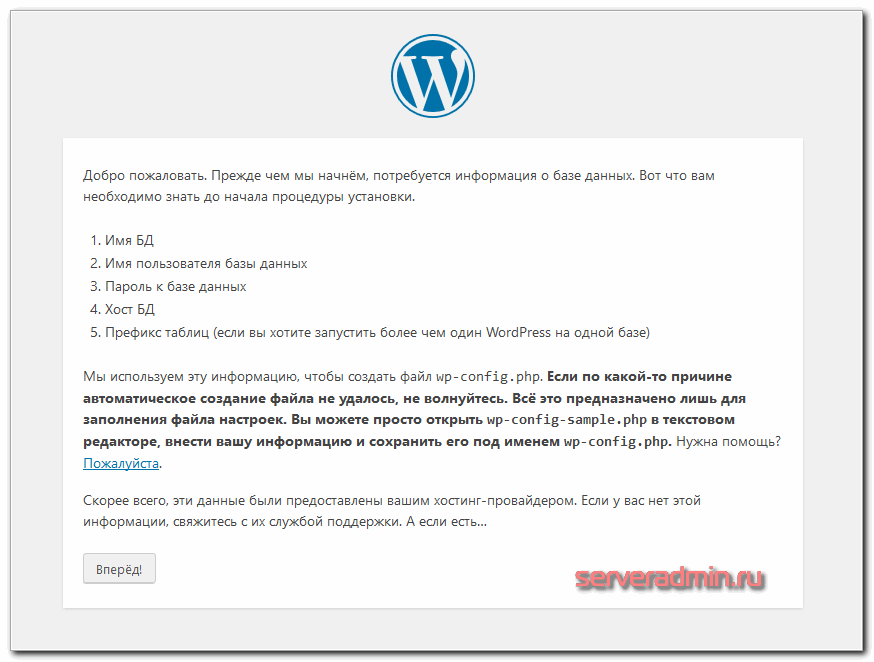 Добро пожаловать. Прежде чем мы начнём, потребуется информация о базе данных. Вот что вам
необходимо знать до начала процедуры установки.
1. Имя БД
2. Имя пользователя базы данных
3. Пароль к базе данных
4. Хост БД
5. Префикс таблиц (если вы хотите запустить более чем один WordPress на одной базе)
Мы используем эту информацию, чтобы создать файл wp-config.php. Если по какой-то причине
автоматическое создание файла не удалось, не волнуйтесь. Всё это предназначено лишь для
заполнения файла настроек. Вы можете просто открыть wp-config-sample.php в текстовом
редакторе, внести вашу информацию и сохранить его под именем wp-config.php. Нужна помощь?
Пожалуйста.
Скорее всего, эти данные были предоставлены вашим хостинг-провайдером. Если у вас нет этой
информации, свяжитесь с их службой поддержки. А если есть…
Вперёд!
serveradmin.ru